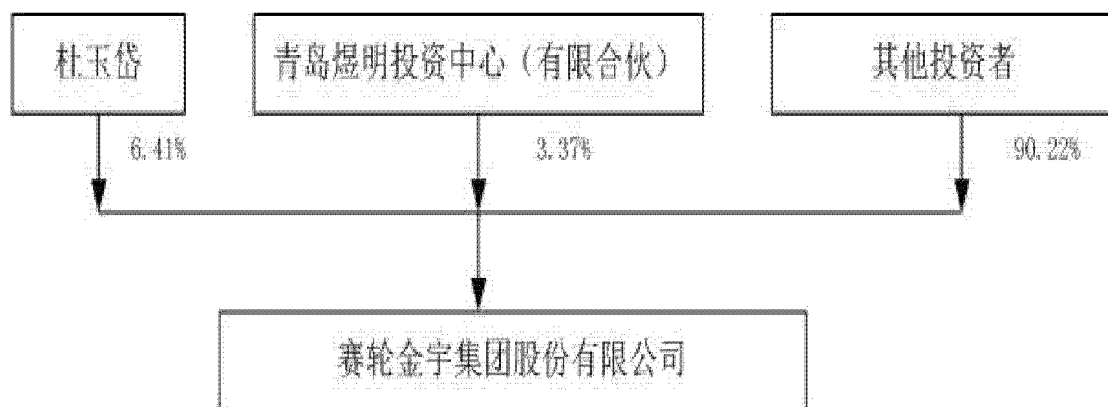 杜玉岱
青岛煜明投资中心（有限合伙）
其他投资者
6.41%
3.37%
90.22%
赛轮金宇集团股份有限公司